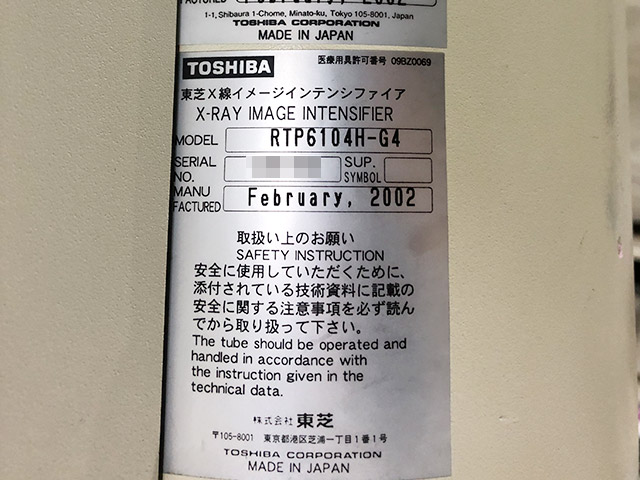 FACTURED February, 2002
1-1, Shibaura 1-Chome, Minato-ku, Tokyo 105-8001, Japan
TOSHIBA CORPORATION
MADE IN JAPAN
TOSHIBA 医療用具許可番号 09BZ0069
東芝X線イメージインテンシファイア
X-RAY IMAGE INTENSIFIER
MODEL RTP6104H-G4
SERIAL NO. SUP. SYMBOL
MANU FACTURED February, 2002
取扱い上のお願い
SAFETY INSTRUCTION
安全に使用していただくために、
添付されている技術資料に記載の
安全に関する注意事項を必ず読ん
でから取り扱って下さい。
The tube should be operated and
handled in accordance with
the instruction given in the
technical data.
株式会社 東芝
〒105-8001 東京都港区芝浦一丁目1番1号
TOSHIBA CORPORATION
MADE IN JAPAN